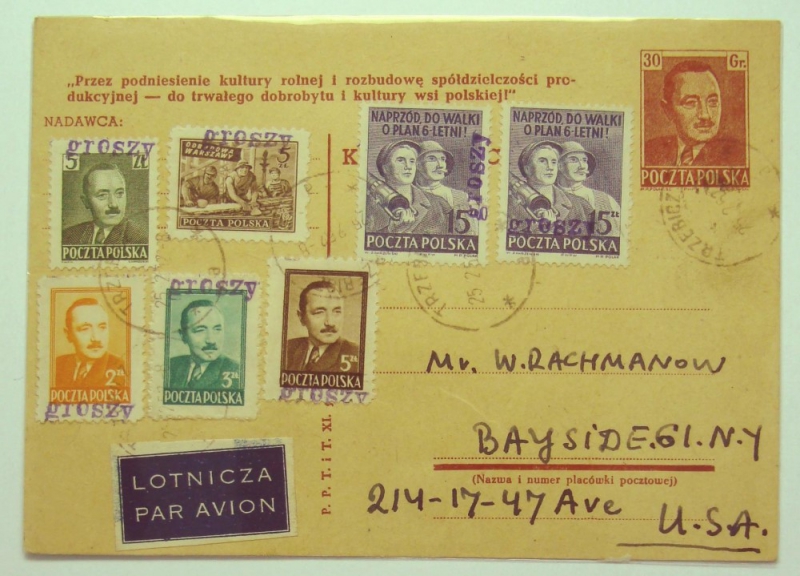 „Przez podniesienie kultury rolnej i rozbudowę spółdzielczości pro-
dukcyjnej — do trwałego dobrobytu i kultury wsi polskiej!"
30 Gr.
POCZTA POLSKA
NADAWCA:
groszy
5 zł
POCZTA POLSKA
groszy
ODBUDOWA
WARSZAWY
5 zł
POCZTA POLSKA
K
NAPRZÓD, DO WALKI
O PLAN 6-LETNI!
groszy
15 zł
POCZTA POLSKA
NAPRZÓD, DO WALKI
O PLAN 6-LETNI!
groszy
15 zł
POCZTA POLSKA
C
2 zł
POCZTA POLSKA
groszy
groszy
3 zł
POCZTA POLSKA
5 zł
POCZTA POLSKA
groszy
Mr. W. RACHMANOW
BAYSIDE. 61. N.Y
(Nazwa i numer placówki pocztowej)
214-17-47 Ave
U.S.A.
P. P. T. i T. XI.
LOTNICZA
PAR AVION